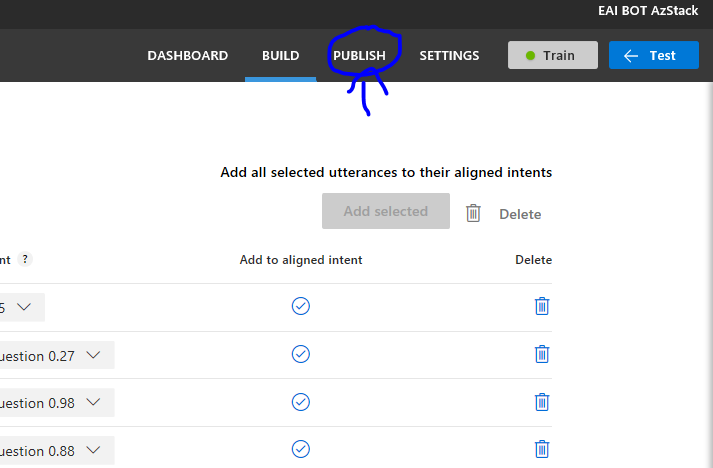 EAI BOT AzStack
DASHBOARD BUILD PUBLISH SETTINGS Train Test
Add all selected utterances to their aligned intents
Add selected Delete
nt ? Add to aligned intent Delete
5
uestion 0.27
uestion 0.98
uestion 0.88